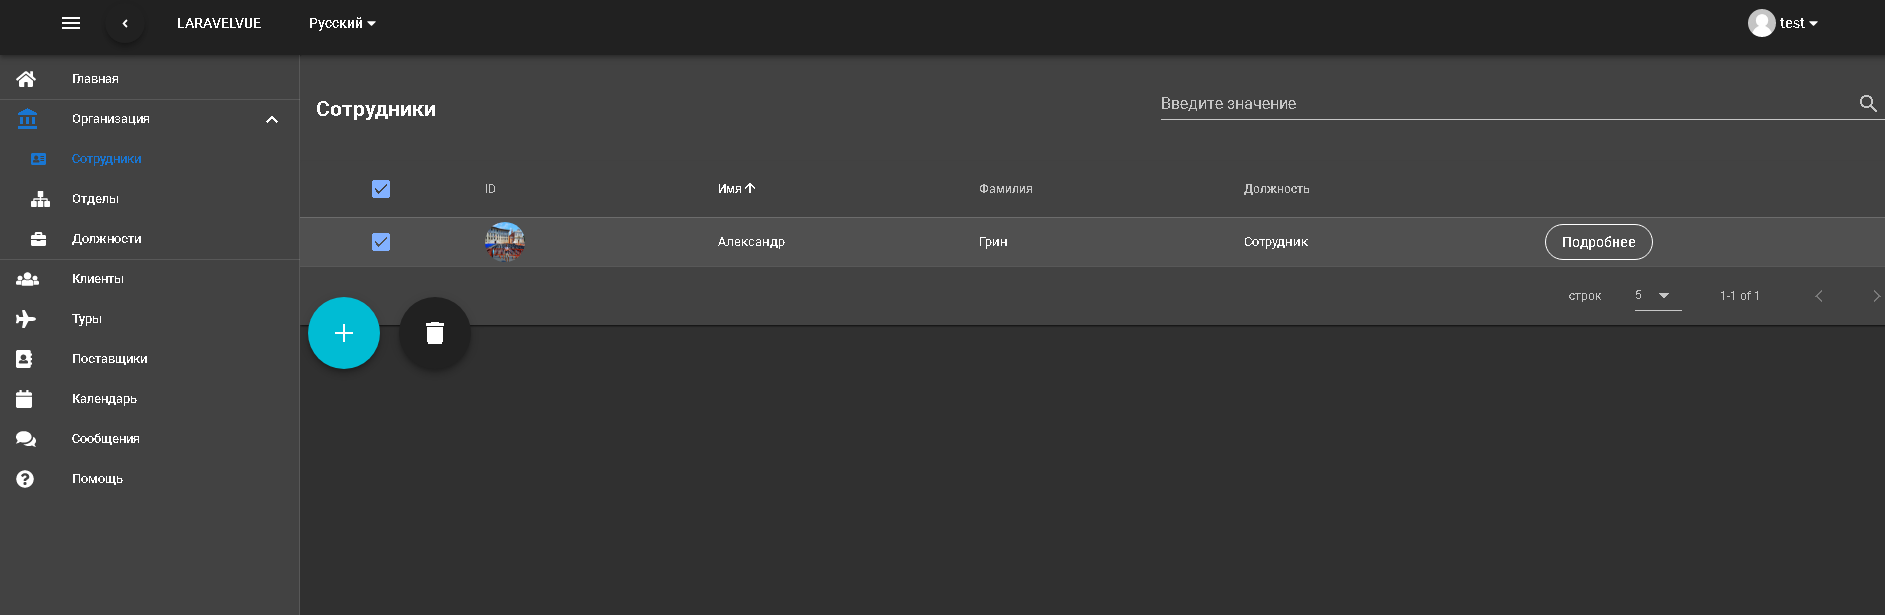 LARAVELVUE
Русский
test
Главная
Организация
Сотрудники
Отделы
Должности
Клиенты
Туры
Поставщики
Календарь
Сообщения
Помощь
Сотрудники
Введите значение
ID Имя Фамилия Должность
Александр Грин Сотрудник Подробнее
строк 5 1-1 of 1